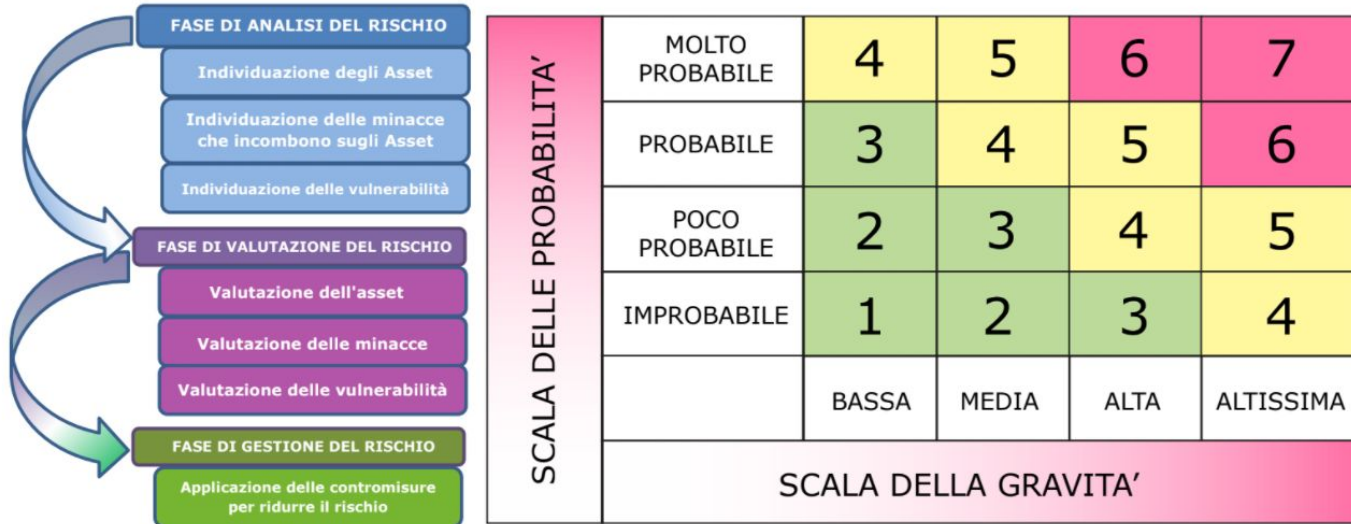 FASE DI ANALISI DEL RISCHIO
Individuazione degli Asset
Individuazione delle minacce
che incombono sugli Asset
Individuazione delle vulnerabilità
FASE DI VALUTAZIONE DEL RISCHIO
Valutazione dell'asset
Valutazione delle minacce
Valutazione delle vulnerabilità
FASE DI GESTIONE DEL RISCHIO
Applicazione delle contromisure
per ridurre il rischio
SCALA DELLE PROBABILITA’
MOLTO
PROBABILE
4 5 6 7
PROBABILE 3 4 5 6
POCO
PROBABILE
2 3 4 5
IMPROBABILE 1 2 3 4
BASSA MEDIA ALTA ALTISSIMA
SCALA DELLA GRAVITA’